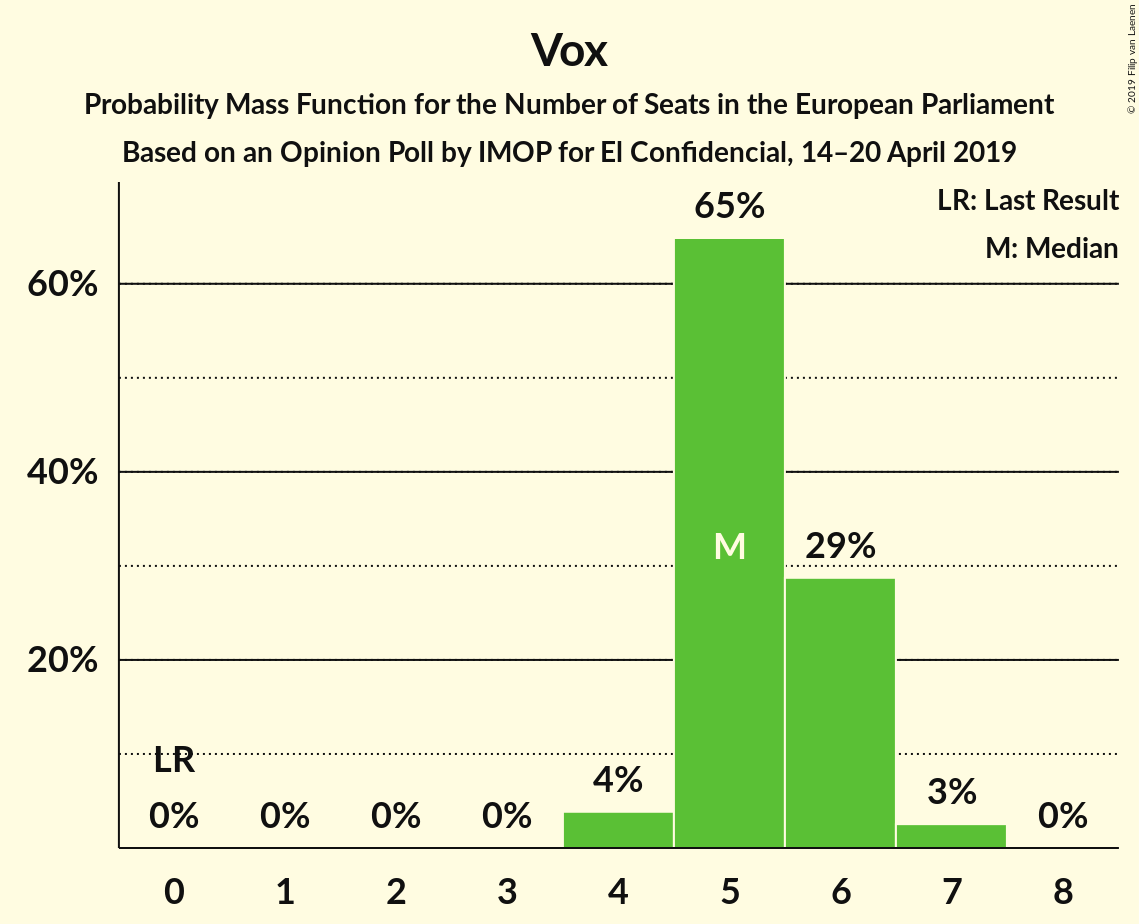 Vox
Probability Mass Function for the Number of Seats in the European Parliament
Based on an Opinion Poll by IMOP for El Confidencial, 14–20 April 2019
© 2019 Filip van Laenen
LR: Last Result
M: Median
65%
60%
40%
M
29%
20%
LR
0%
0%
0%
0%
4%
3%
0%
0
1
2
3
4
5
6
7
8